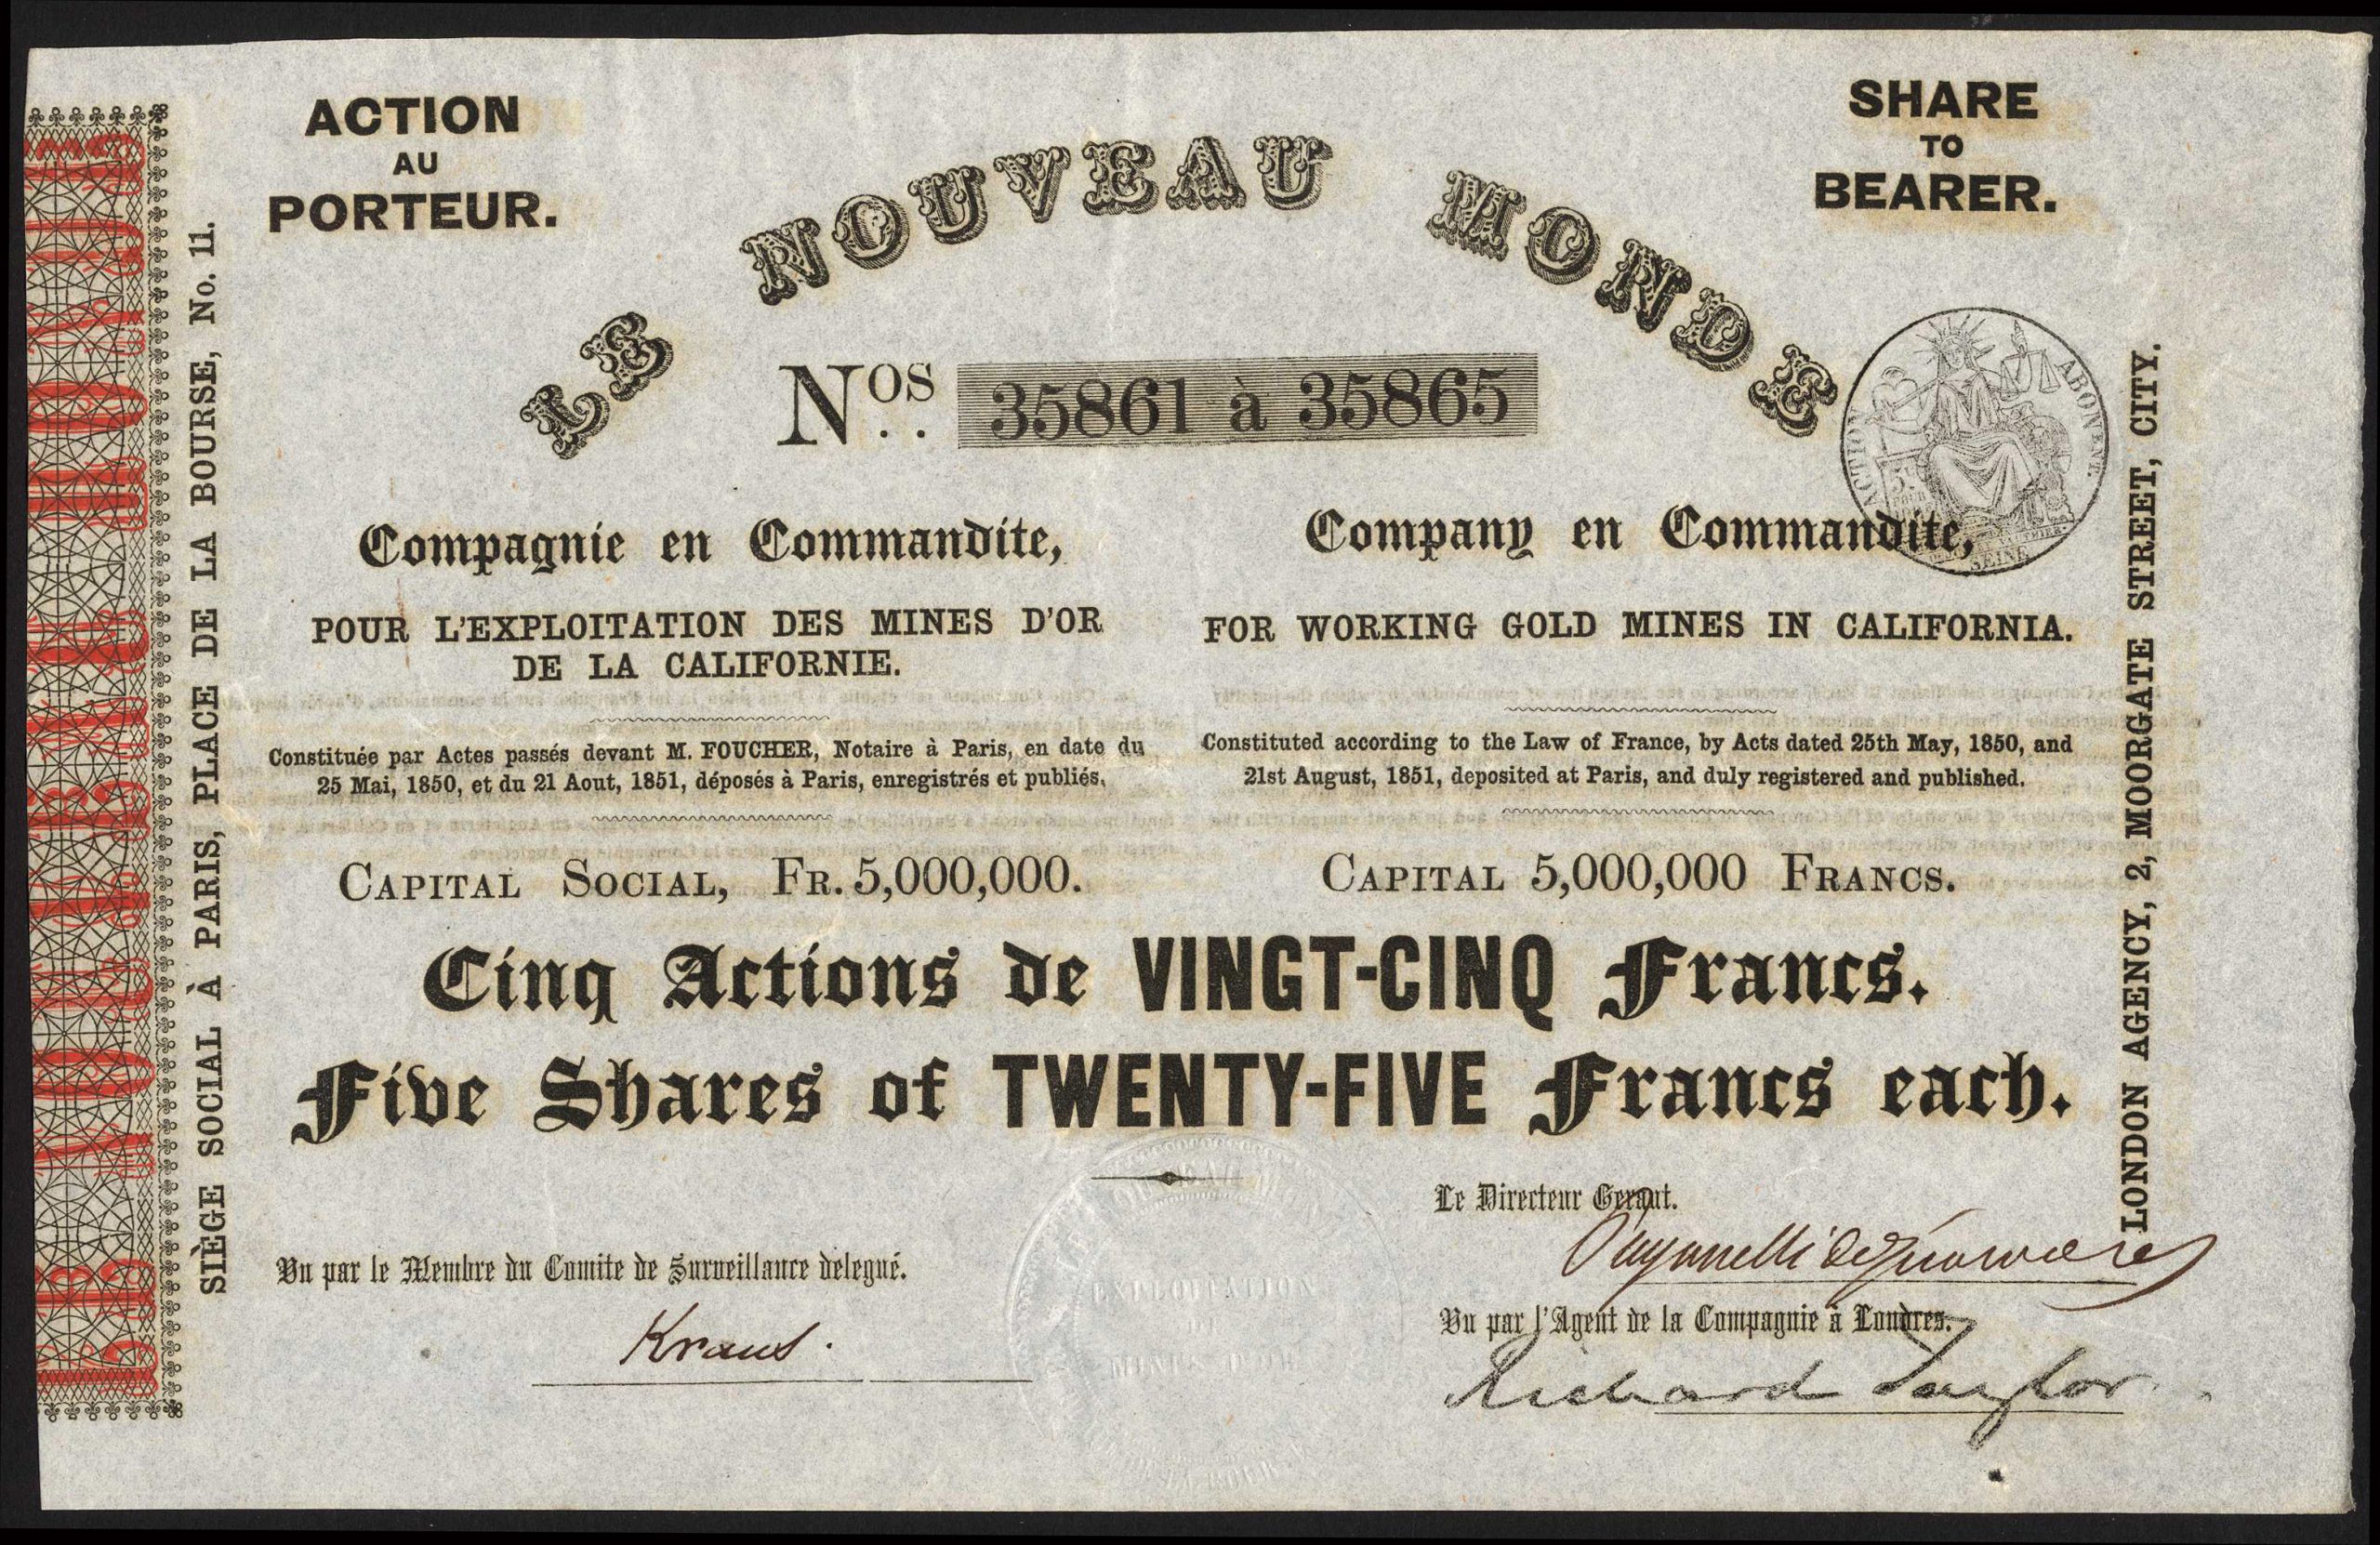 ACTION
AU
PORTEUR.
SHARE
TO
BEARER.
LE NOUVEAU MONDE
Nos 35861 à 35865
Compagnie en Commandite,
POUR L'EXPLOITATION DES MINES D'OR
DE LA CALIFORNIE.
Constituée par Actes passés devant M. FOUCHER, Notaire à Paris, en date du
25 Mai, 1850, et du 21 Aout, 1851, déposés à Paris, enregistrés et publiés.
CAPITAL SOCIAL, FR. 5,000,000.
Company en Commandite,
FOR WORKING GOLD MINES IN CALIFORNIA.
Constituted according to the Law of France, by Acts dated 25th May, 1850, and
21st August, 1851, deposited at Paris, and duly registered and published.
CAPITAL 5,000,000 FRANCS.
Cinq Actions de VINGT-CINQ Francs.
Five Shares of TWENTY-FIVE Francs each.
Vu par le Membre du Comite de Surveillance delegué.
Kraus.
Le Directeur Gerant.
Vu par l'Agent de la Compagnie à Londres.
Richard Taylor
SIÈGE SOCIAL À PARIS, PLACE DE LA BOURSE, No. 11.
LONDON AGENCY, 2, MOORGATE STREET, CITY.
ABONNÉNT
SEINE
EXPLOITATION
DE
MINES D'OR